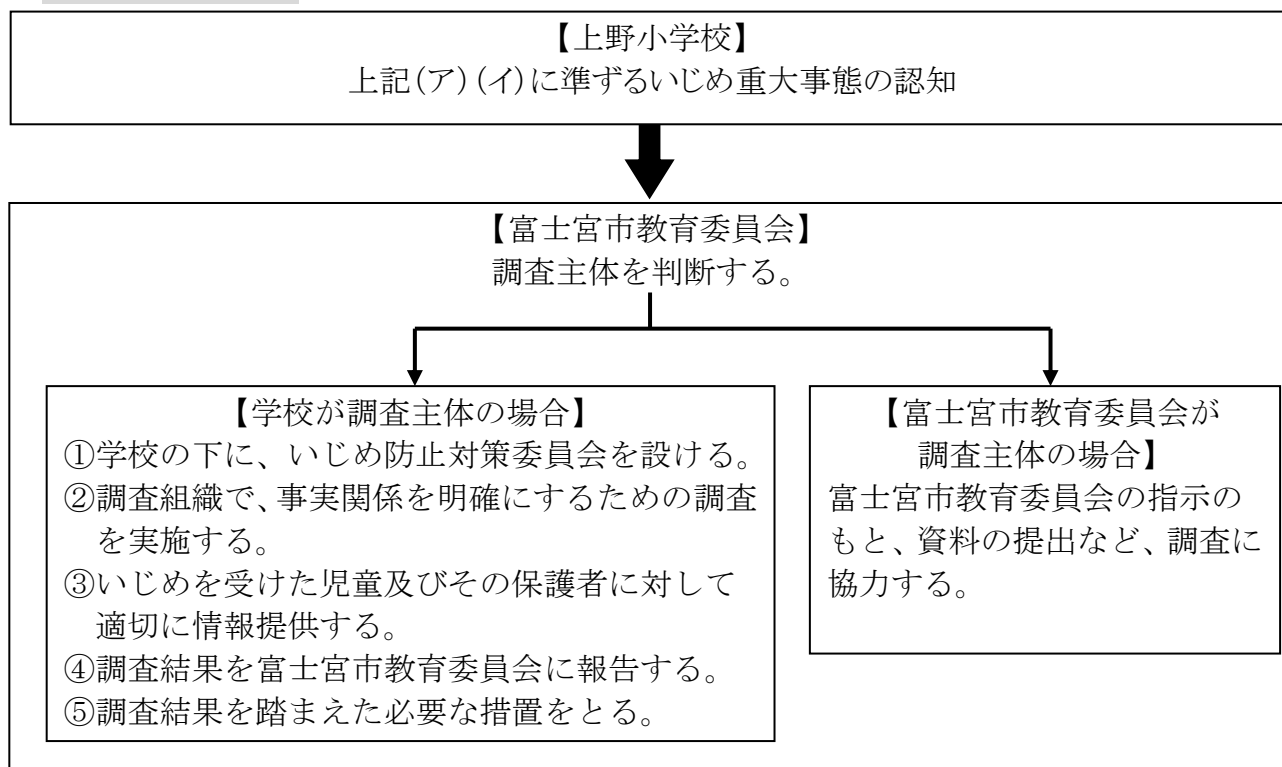 【上野小学校】
上記(ア)(イ)に準ずるいじめ重大事態の認知
【富士宮市教育委員会】
調査主体を判断する。
【学校が調査主体の場合】
①学校の下に、いじめ防止対策委員会を設ける。
②調査組織で、事実関係を明確にするための調査
を実施する。
③いじめを受けた児童及びその保護者に対して
適切に情報提供する。
④調査結果を富士宮市教育委員会に報告する。
⑤調査結果を踏まえた必要な措置をとる。
【富士宮市教育委員会が
調査主体の場合】
富士宮市教育委員会の指示の
もと、資料の提出など、調査に
協力する。